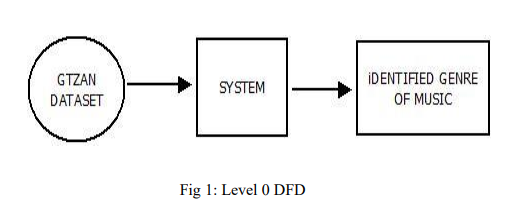 GTZAN
DATASET
SYSTEM
iDENTIFIED GENRE
OF MUSIC
Fig 1: Level 0 DFD